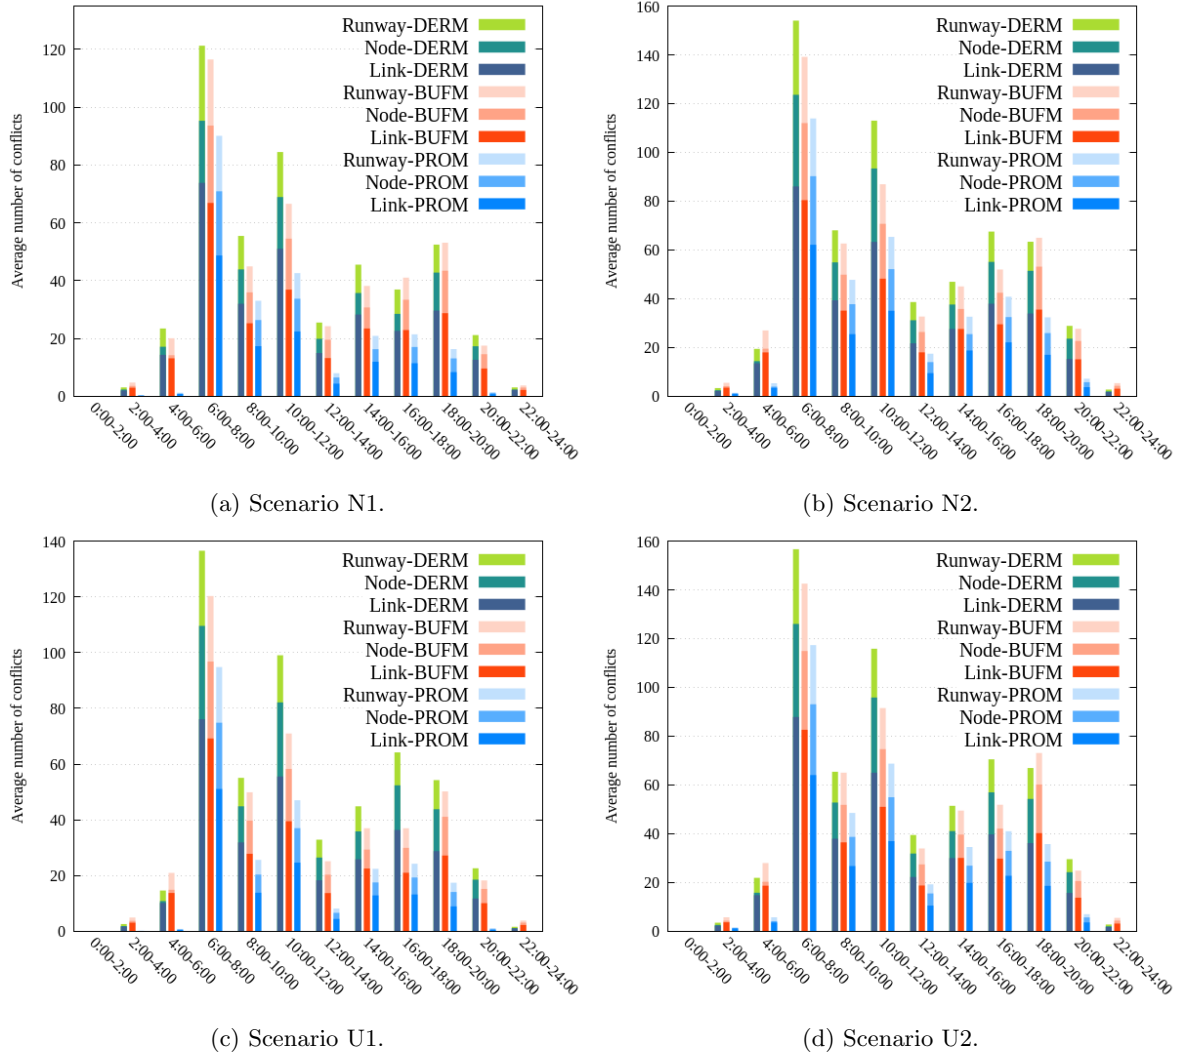 Average number of conflicts
120
100
80
60
40
20
0
Runway-DERM
Node-DERM
Link-DERM
Runway-BUFM
Node-BUFM
Link-BUFM
Runway-PROM
Node-PROM
Link-PROM
0:00-2:00
2:00-4:00
4:00-6:00
6:00-8:00
8:00-10:00
10:00-12:00
12:00-14:00
14:00-16:00
16:00-18:00
18:00-20:00
20:00-22:00
22:00-24:00
(a) Scenario N1.
Average number of conflicts
160
140
120
100
80
60
40
20
0
Runway-DERM
Node-DERM
Link-DERM
Runway-BUFM
Node-BUFM
Link-BUFM
Runway-PROM
Node-PROM
Link-PROM
0:00-2:00
2:00-4:00
4:00-6:00
6:00-8:00
8:00-10:00
10:00-12:00
12:00-14:00
14:00-16:00
16:00-18:00
18:00-20:00
20:00-22:00
22:00-24:00
(b) Scenario N2.
Average number of conflicts
140
120
100
80
60
40
20
0
Runway-DERM
Node-DERM
Link-DERM
Runway-BUFM
Node-BUFM
Link-BUFM
Runway-PROM
Node-PROM
Link-PROM
0:00-2:00
2:00-4:00
4:00-6:00
6:00-8:00
8:00-10:00
10:00-12:00
12:00-14:00
14:00-16:00
16:00-18:00
18:00-20:00
20:00-22:00
22:00-24:00
(c) Scenario U1.
Average number of conflicts
160
140
120
100
80
60
40
20
0
Runway-DERM
Node-DERM
Link-DERM
Runway-BUFM
Node-BUFM
Link-BUFM
Runway-PROM
Node-PROM
Link-PROM
0:00-2:00
2:00-4:00
4:00-6:00
6:00-8:00
8:00-10:00
10:00-12:00
12:00-14:00
14:00-16:00
16:00-18:00
18:00-20:00
20:00-22:00
22:00-24:00
(d) Scenario U2.